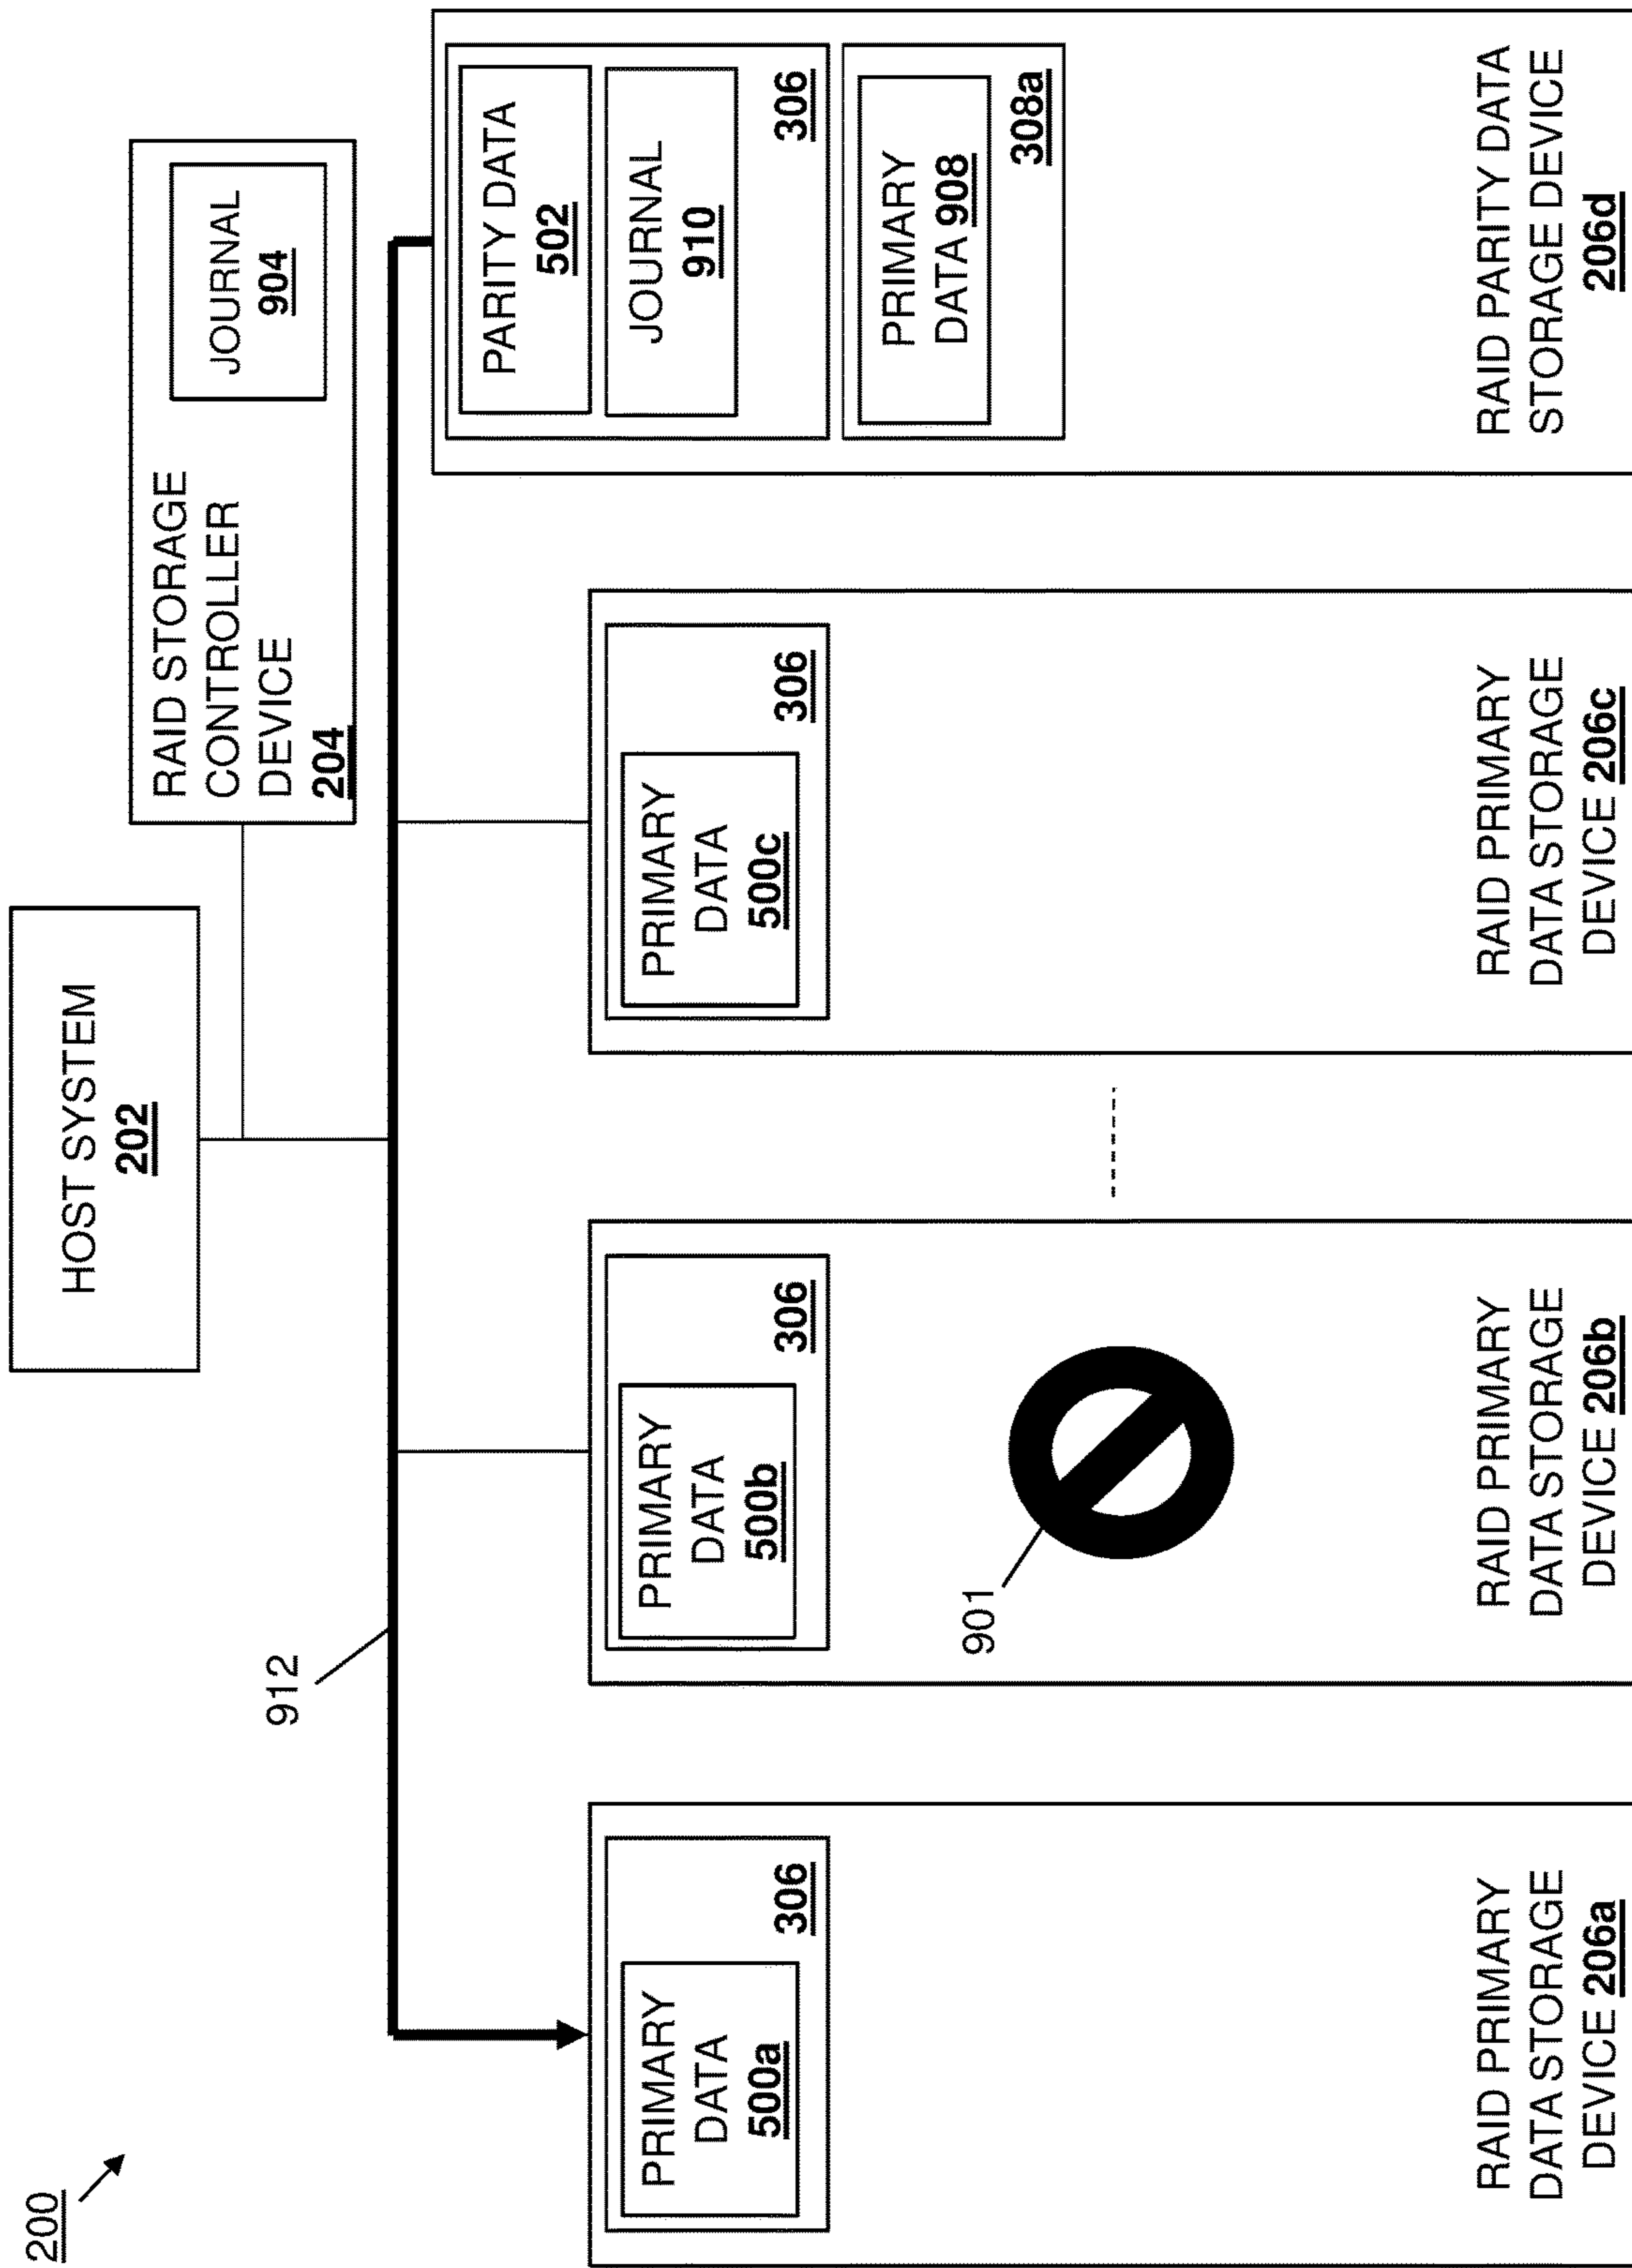 200
HOST SYSTEM
202
RAID STORAGE
CONTROLLER
DEVICE
204
JOURNAL
904
912
PRIMARY
DATA
500a
306
RAID PRIMARY
DATA STORAGE
DEVICE 206a
PRIMARY
DATA
500b
306
901
RAID PRIMARY
DATA STORAGE
DEVICE 206b
PRIMARY
DATA
500c
306
RAID PRIMARY
DATA STORAGE
DEVICE 206c
PARITY DATA
502
JOURNAL
910
306
PRIMARY
DATA 908
308a
RAID PARITY DATA
STORAGE DEVICE
206d